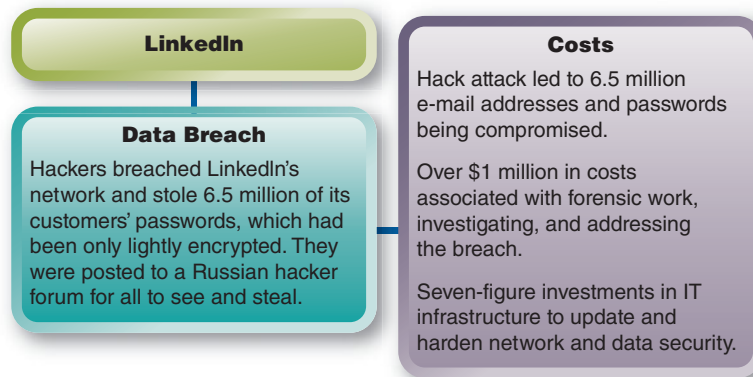 LinkedIn
Data Breach
Hackers breached LinkedIn's
network and stole 6.5 million of its
customers' passwords, which had
been only lightly encrypted. They
were posted to a Russian hacker
forum for all to see and steal.
Costs
Hack attack led to 6.5 million
e-mail addresses and passwords
being compromised.
Over $1 million in costs
associated with forensic work,
investigating, and addressing
the breach.
Seven-figure investments in IT
infrastructure to update and
harden network and data security.